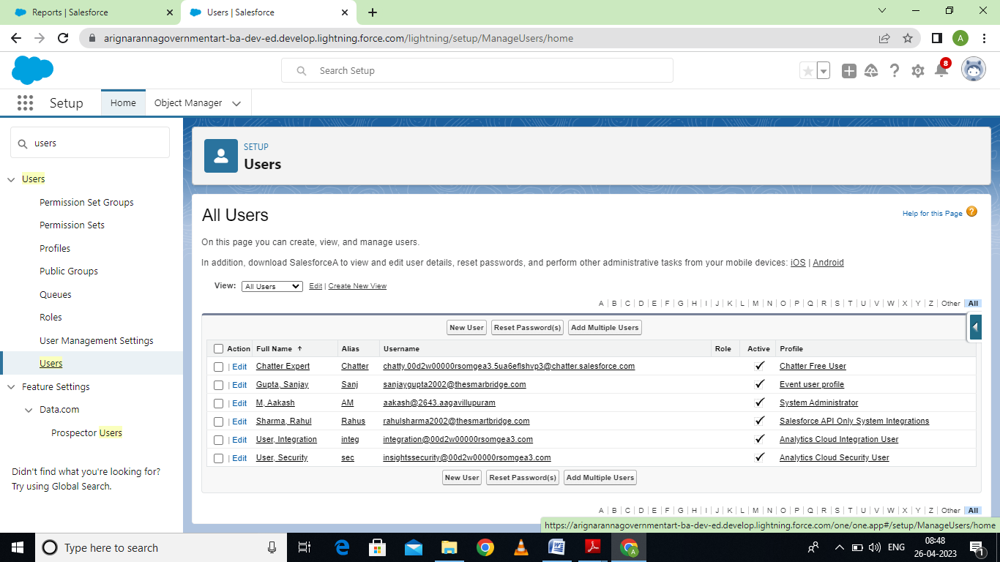 Reports | Salesforce
Users | Salesforce
arignarannagovernmentart-ba-dev-ed.develop.lightning.force.com/lightning/setup/ManageUsers/home
A
Search Setup
8
Setup
Home
Object Manager
users
Users
Permission Set Groups
Permission Sets
Profiles
Public Groups
Queues
Roles
User Management Settings
Users
Feature Settings
Data.com
Prospector Users
Didn't find what you're looking for?
Try using Global Search.
SETUP
Users
All Users
Help for this Page ?
On this page you can create, view, and manage users.
In addition, download SalesforceA to view and edit user details, reset passwords, and perform other administrative tasks from your mobile devices: iOS | Android
View: All Users Edit | Create New View
A | B | C | D | E | F | G | H | I | J | K | L | M | N | O | P | Q | R | S | T | U | V | W | X | Y | Z | Other All
New User Reset Password(s) Add Multiple Users
Action Full Name ↑ Alias Username Role Active Profile
| Edit Chatter Expert Chatter chatty.00d2w00000rsomgea3.5ua6eflshvp3@chatter.salesforce.com ✓ Chatter Free User
| Edit Gupta, Sanjay Sanj sanjaygupta2002@thesmarbridge.com ✓ Event user profile
| Edit M, Aakash AM aakash@2643.aagavillupuram ✓ System Administrator
| Edit Sharma, Rahul Rahus rahulsharma2002@thesmartbridge.com ✓ Salesforce API Only System Integrations
| Edit User, Integration integ integration@00d2w00000rsomgea3.com ✓ Analytics Cloud Integration User
| Edit User, Security sec insightssecurity@00d2w00000rsomgea3.com ✓ Analytics Cloud Security User
New User Reset Password(s) Add Multiple Users
A | B | C | D | E | F | G | H | I | J | K | L | M | N | O | P | Q | R | S | T | U | V | W | X | Y | Z | Other All
https://arignarannagovernmentart-ba-dev-ed.develop.lightning.force.com/one/one.app#/setup/ManageUsers/home
Type here to search
A
ENG
08:48
26-04-2023
1